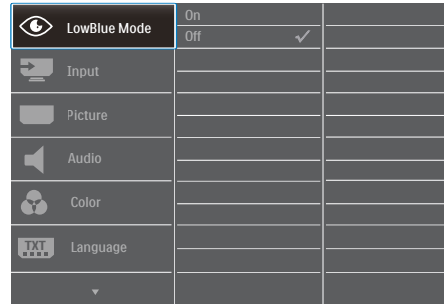 LowBlue Mode
On
Off
Input
Picture
Audio
Color
TXT
Language